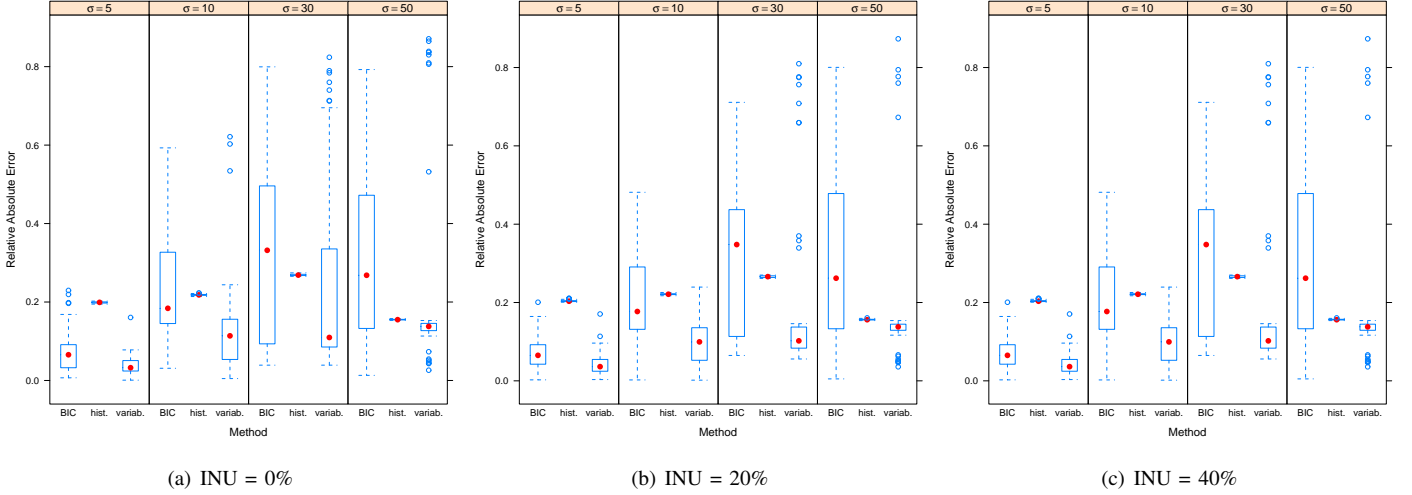 σ = 5 σ = 10 σ = 30 σ = 50
Relative Absolute Error
0.8
0.6
0.4
0.2
0.0
BIC hist. variab. BIC hist. variab. BIC hist. variab. BIC hist. variab.
Method
(a) INU = 0%
σ = 5 σ = 10 σ = 30 σ = 50
Relative Absolute Error
0.8
0.6
0.4
0.2
0.0
BIC hist. variab. BIC hist. variab. BIC hist. variab. BIC hist. variab.
Method
(b) INU = 20%
σ = 5 σ = 10 σ = 30 σ = 50
Relative Absolute Error
0.8
0.6
0.4
0.2
0.0
BIC hist. variab. BIC hist. variab. BIC hist. variab. BIC hist. variab.
Method
(c) INU = 40%